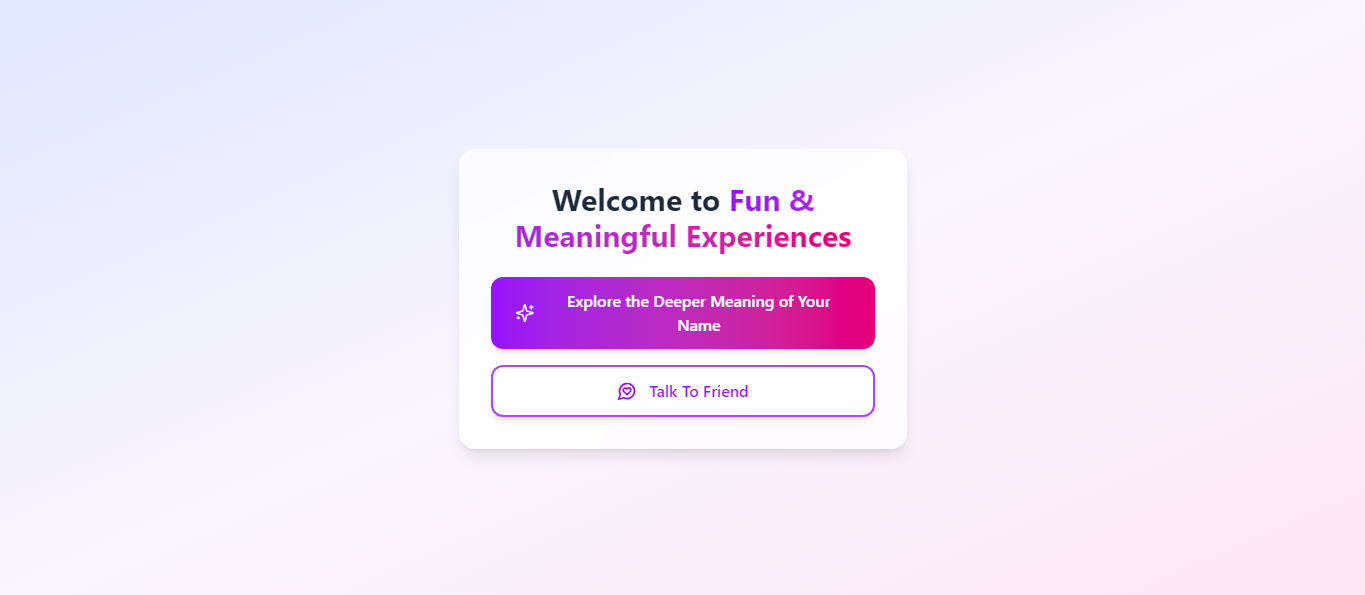 Welcome to Fun &
Meaningful Experiences
Explore the Deeper Meaning of Your
Name
Talk To Friend